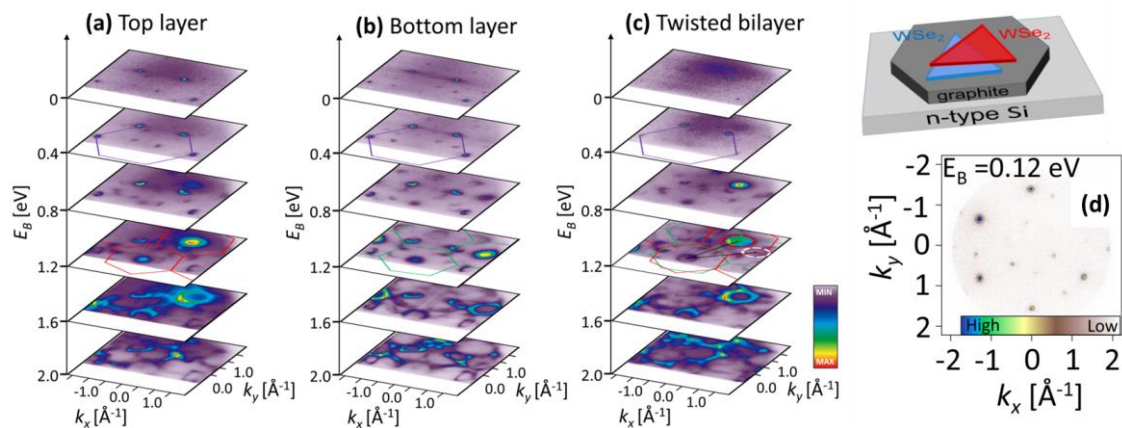 (a) Top layer
(b) Bottom layer
(c) Twisted bilayer
E_B [eV]
0
0.4
0.8
1.2
1.6
2.0
-1.0
0.0
1.0
k_x [Å⁻¹]
0.0
1.0
k_y [Å⁻¹]
E_B [eV]
0
0.4
0.8
1.2
1.6
2.0
-1.0
0.0
1.0
k_x [Å⁻¹]
0.0
1.0
k_y [Å⁻¹]
E_B [eV]
0
0.4
0.8
1.2
1.6
2.0
-1.0
0.0
1.0
k_x [Å⁻¹]
0.0
1.0
k_y [Å⁻¹]
MIN
MAX
WSe₂
WSe₂
graphite
n-type Si
E_B =0.12 eV
(d)
-2
-1
0
1
2
k_y [Å⁻¹]
High
Low
-2
-1
0
1
2
k_x [Å⁻¹]